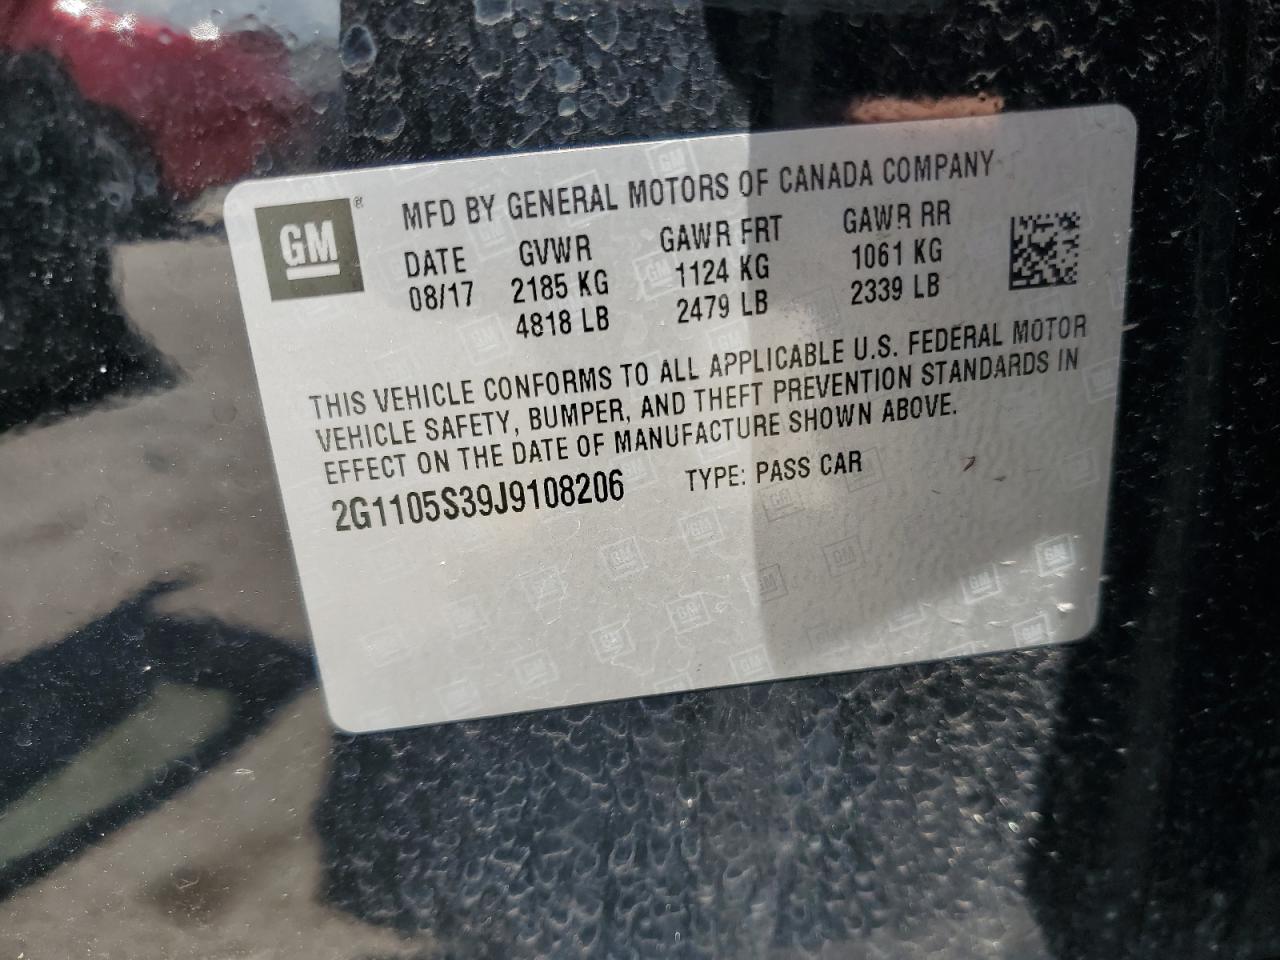 GM ®
MFD BY GENERAL MOTORS OF CANADA COMPANY
DATE GVWR GAWR FRT GAWR RR
08/17 2185 KG 1124 KG 1061 KG
4818 LB 2479 LB 2339 LB
THIS VEHICLE CONFORMS TO ALL APPLICABLE U.S. FEDERAL MOTOR
VEHICLE SAFETY, BUMPER, AND THEFT PREVENTION STANDARDS IN
EFFECT ON THE DATE OF MANUFACTURE SHOWN ABOVE.
2G1105S39J9108206 TYPE: PASS CAR